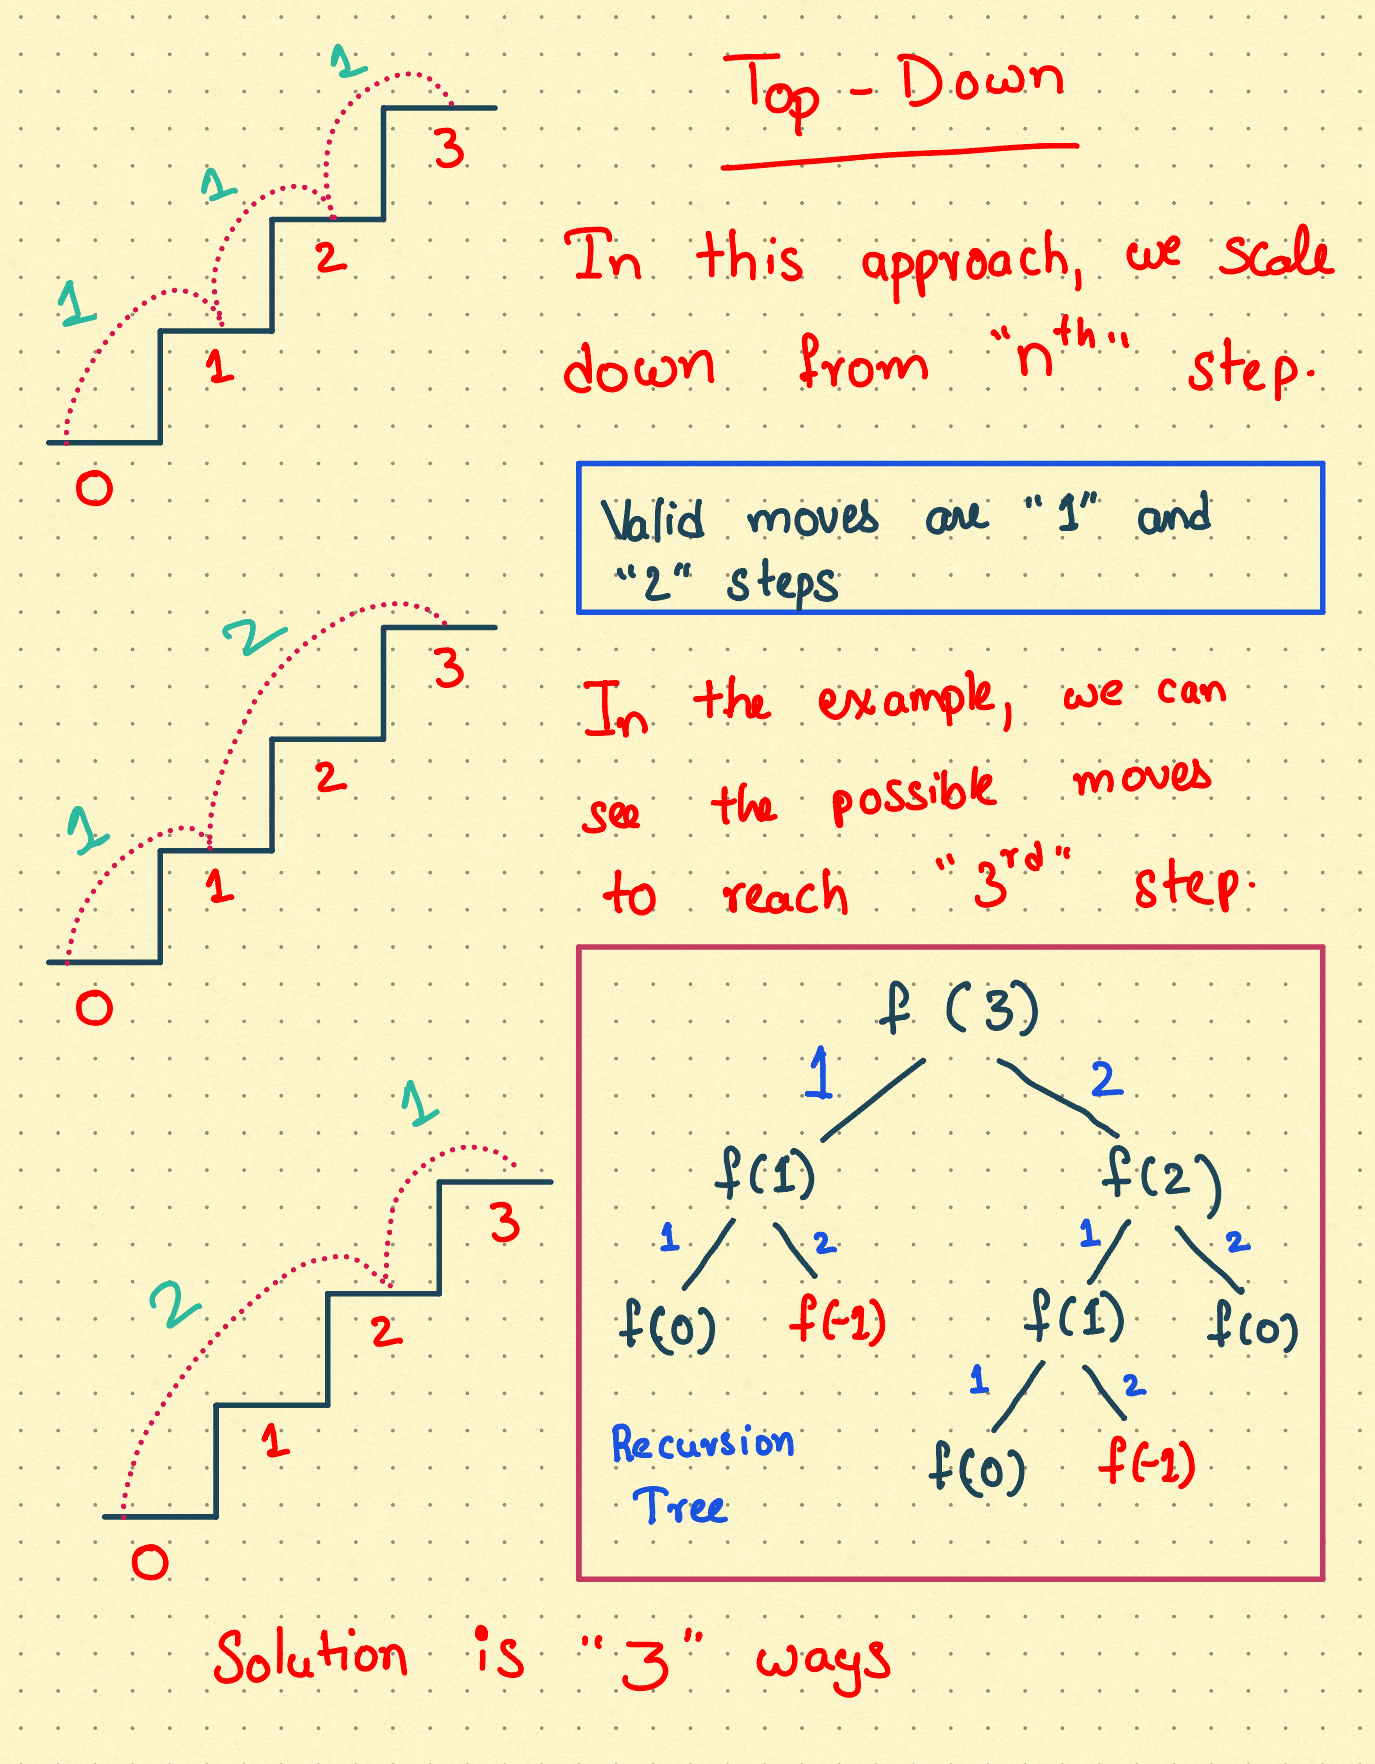 Top - Down
In this approach, we scale
down from "nth" step.
Valid moves are "1" and
"2" steps
In the example, we can
see the possible moves
to reach "3rd" step.
1
3
1
2
1
1
0
2
3
2
1
1
0
1
3
2
2
1
0
f (3)
1 2
f(1) f(2)
1 2 1 2
f(0) f(-1) f(1) f(0)
1 2
f(0) f(-1)
Recursion
Tree
Solution is "3" ways